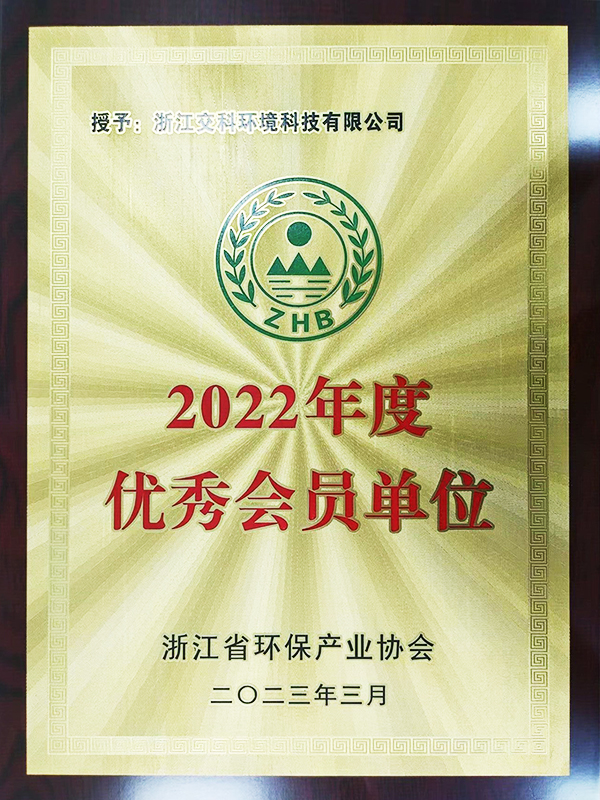 授予：浙江交科环境科技有限公司
ZHB
2022年度
优秀会员单位
浙江省环保产业协会
二〇二三年三月